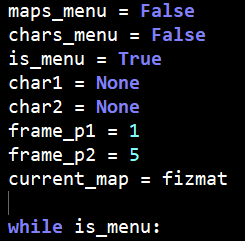 maps_menu = False
chars_menu = False
is_menu = True
char1 = None
char2 = None
frame_p1 = 1
frame_p2 = 5
current_map = fizmat
while is_menu: